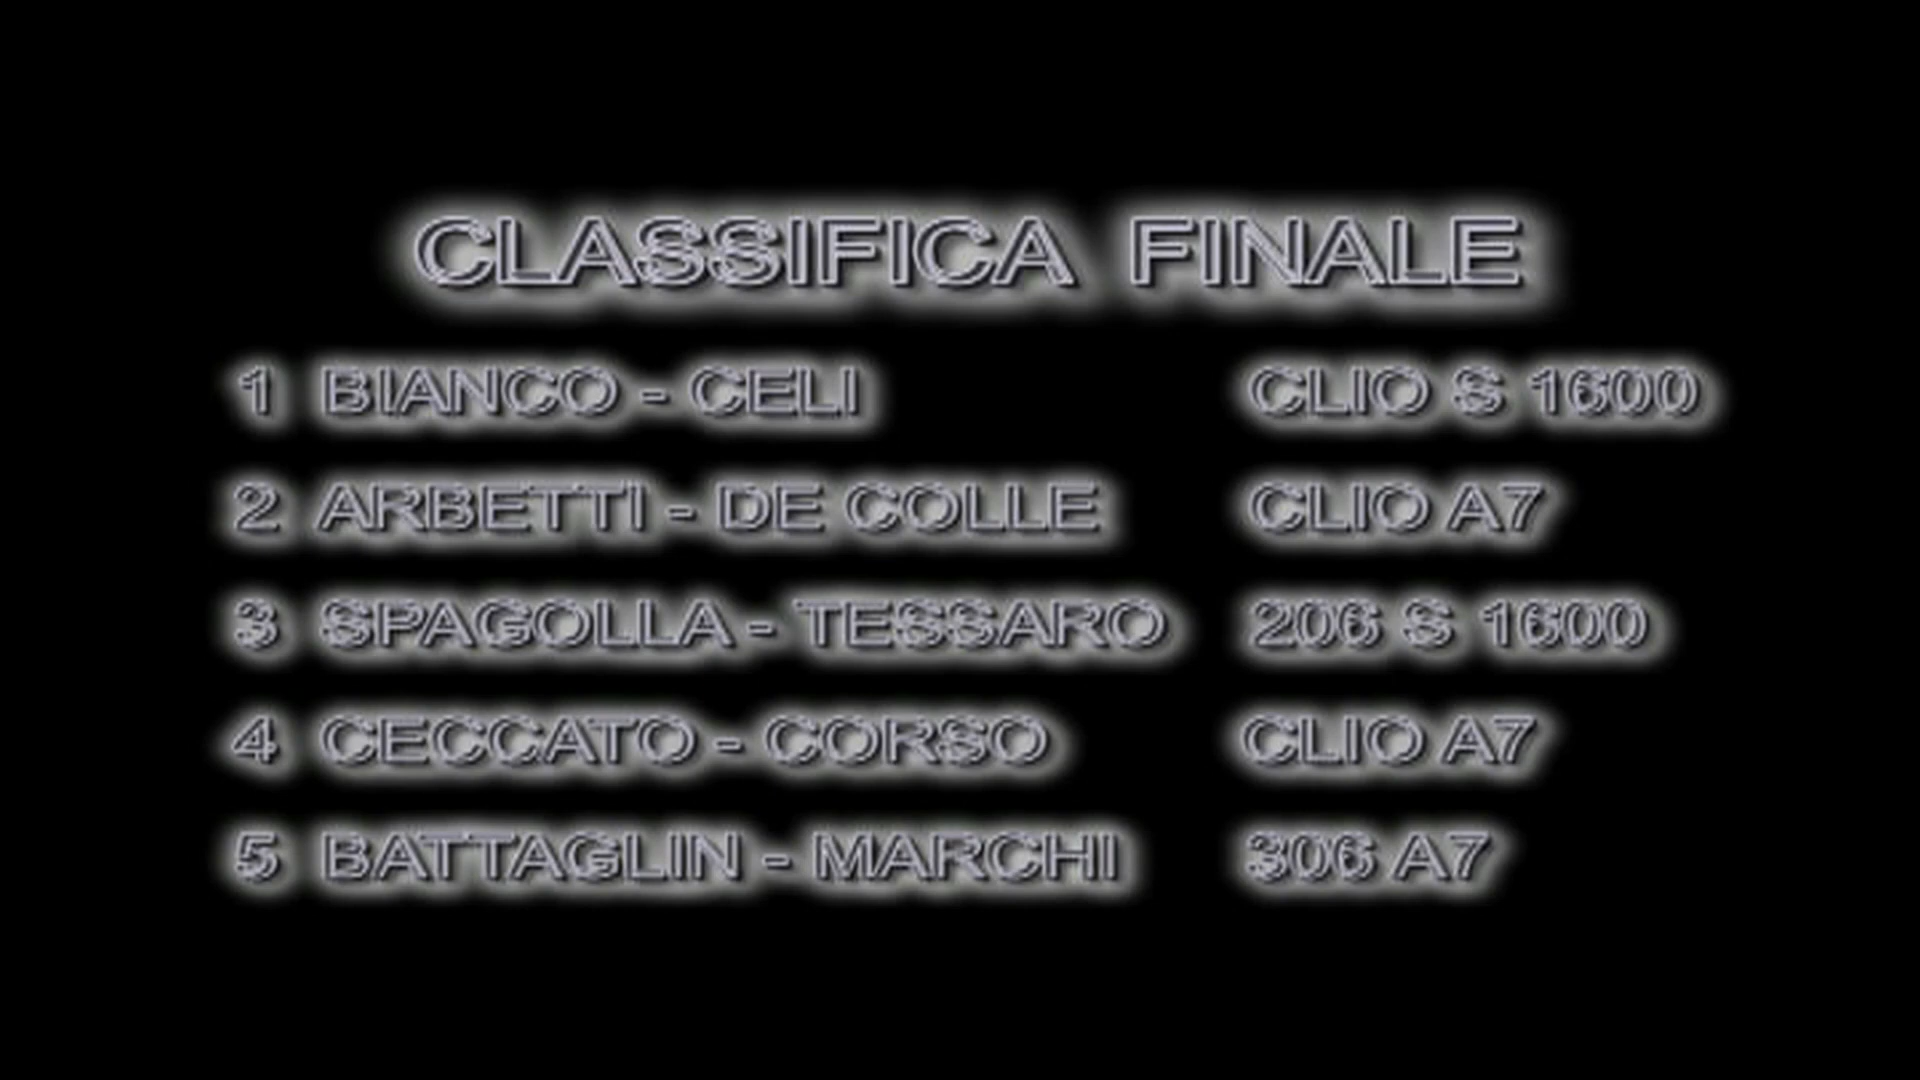 CLASSIFICA FINALE
1 BIANCO - CELI CLIO S 1600
2 ARBETTI - DE COLLE CLIO A7
3 SPAGOLLA - TESSARO 206 S 1600
4 CECCATO - CORSO CLIO A7
5 BATTAGLIN - MARCHI 306 A7